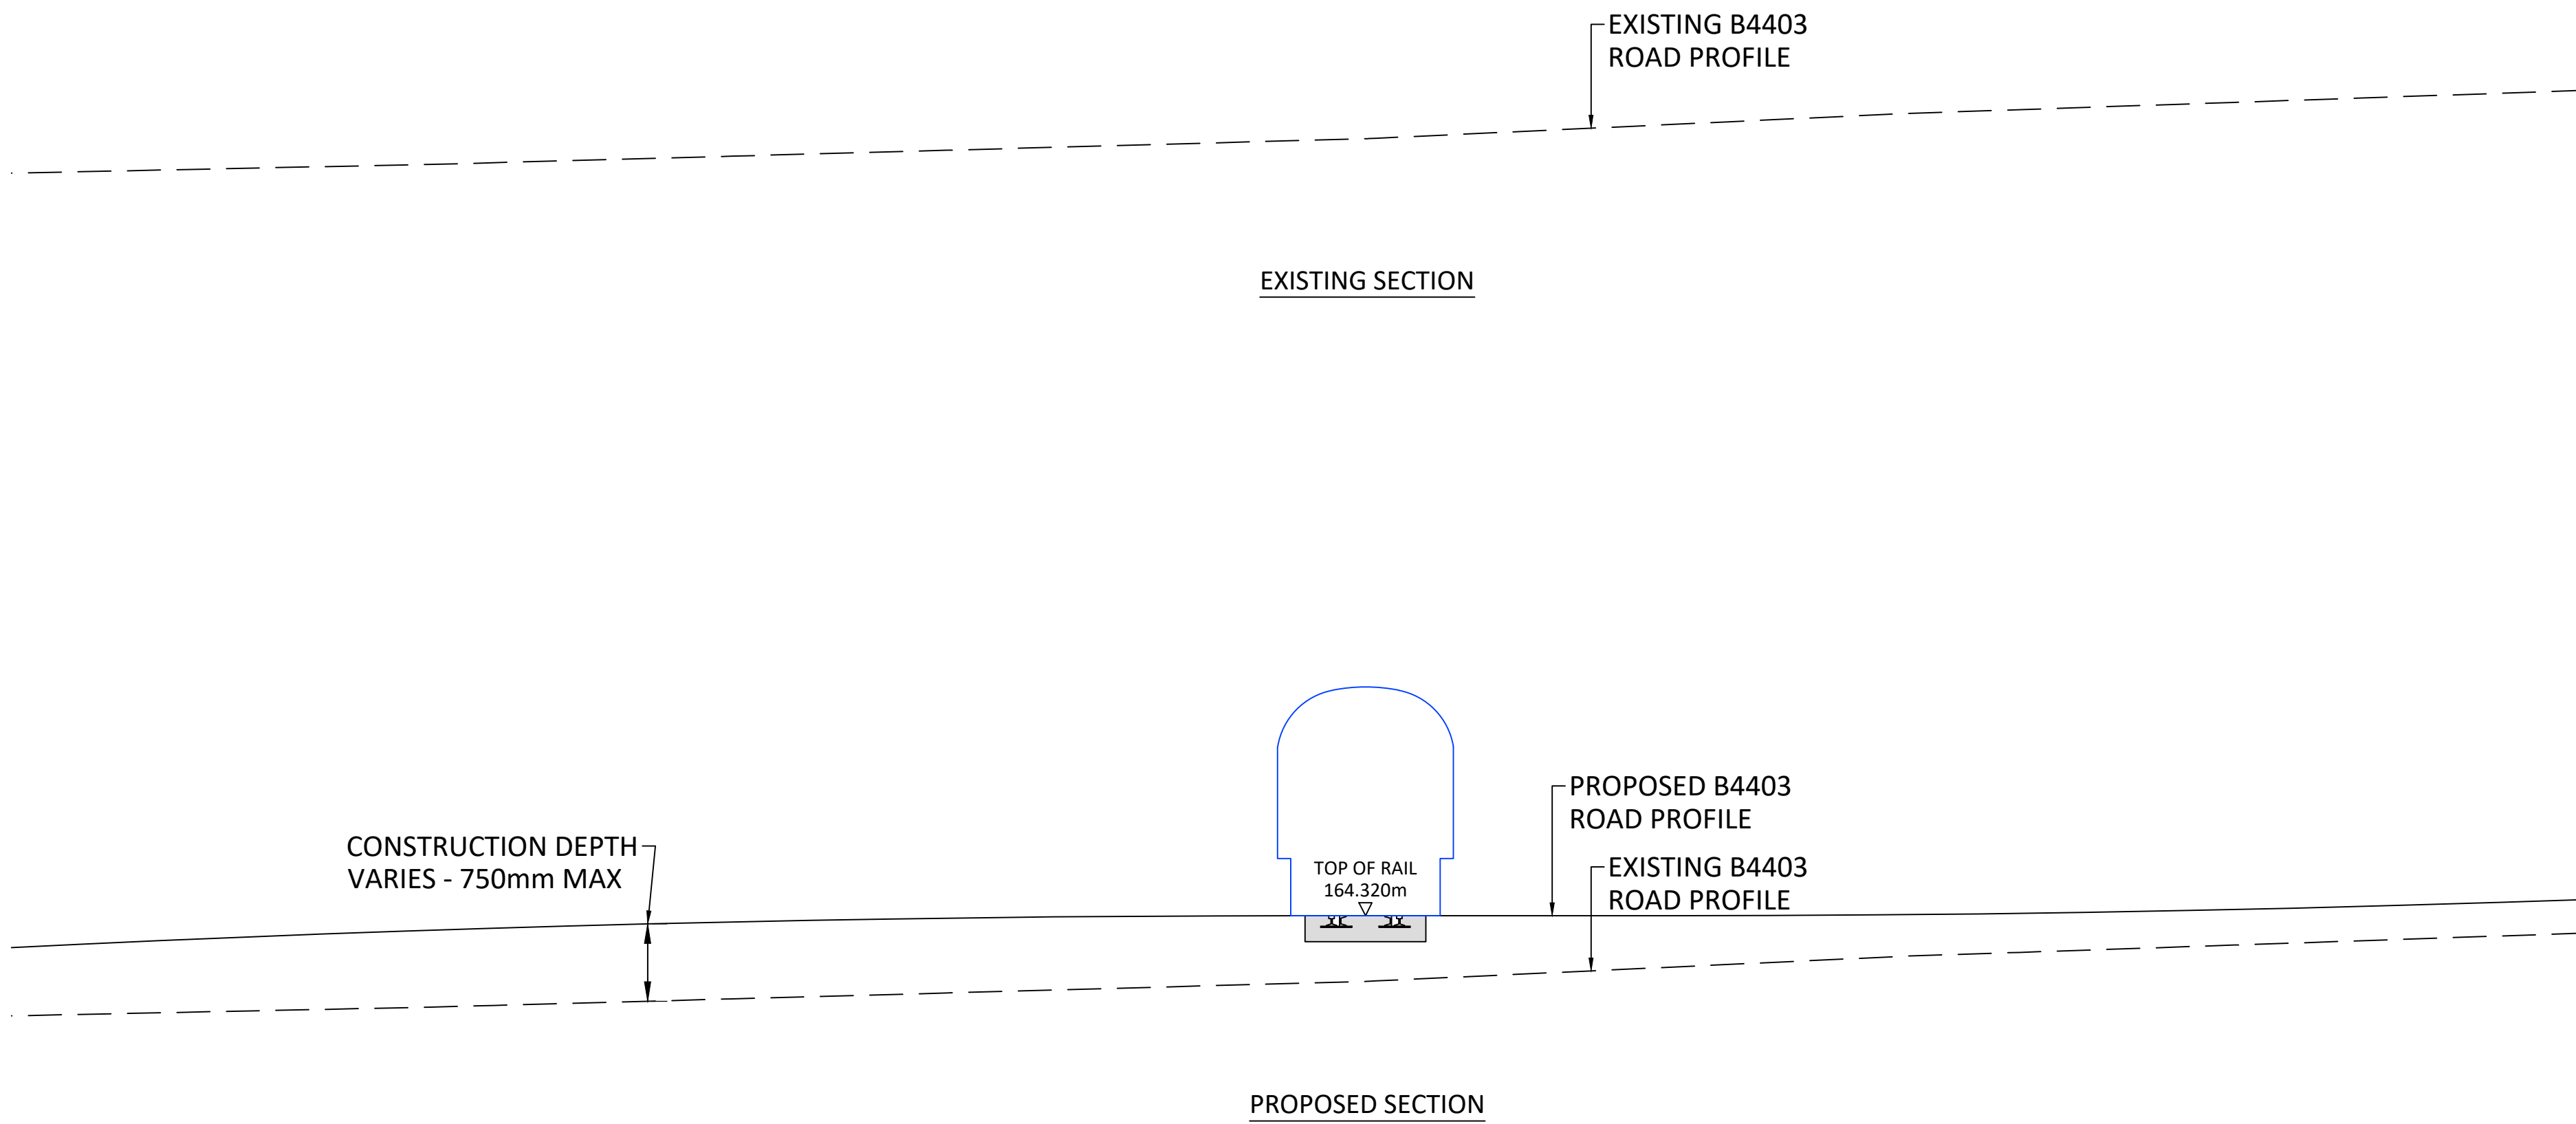 EXISTING B4403
ROAD PROFILE
EXISTING SECTION
PROPOSED B4403
ROAD PROFILE
CONSTRUCTION DEPTH
VARIES - 750mm MAX
TOP OF RAIL
164.320m
EXISTING B4403
ROAD PROFILE
PROPOSED SECTION